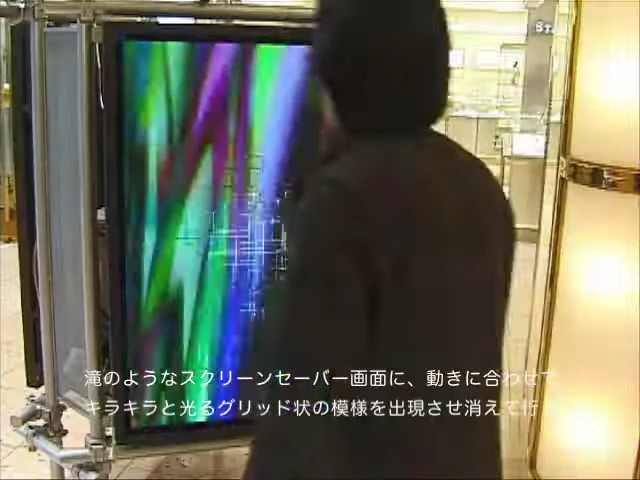 滝のようなスクリーンセーバー画面に、動きに合わせて
キラキラと光るグリッド状の模様を出現させ消えて行